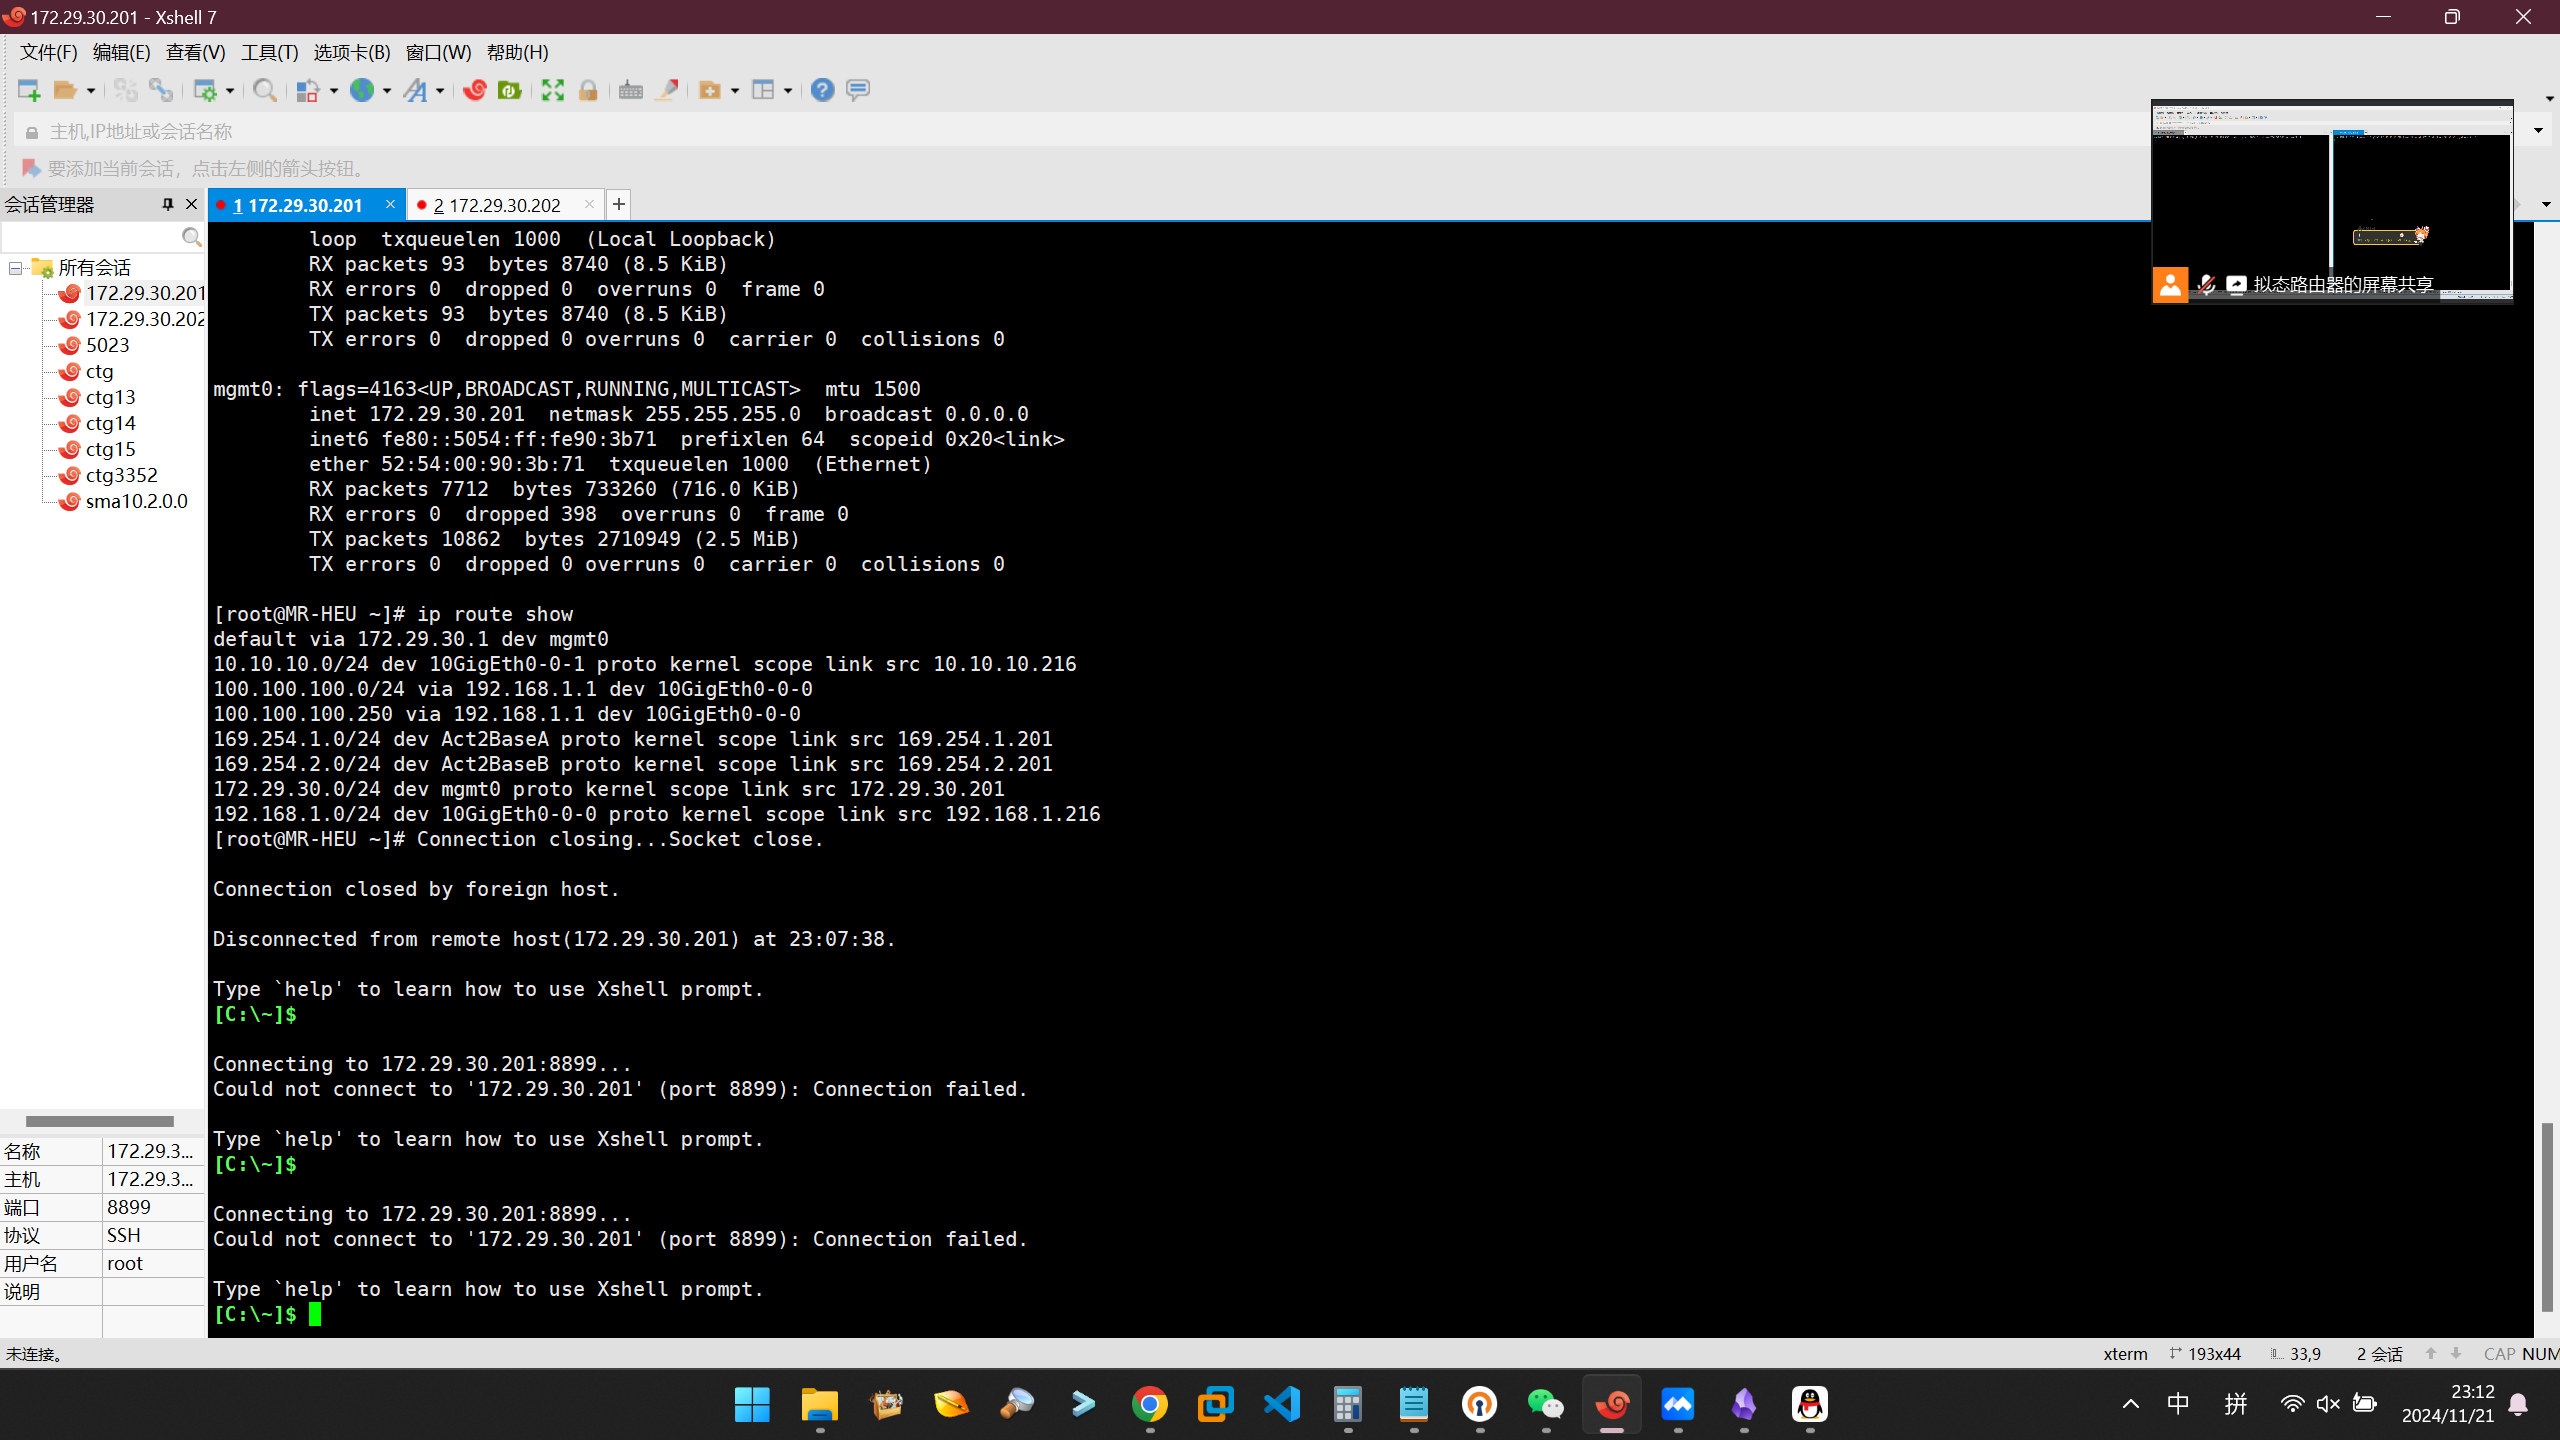 172.29.30.201 - Xshell 7
文件(F) 编辑(E) 查看(V) 工具(T) 选项卡(B) 窗口(W) 帮助(H)
主机,IP地址或会话名称
要添加当前会话，点击左侧的箭头按钮。
拟态路由器的屏幕共享
会话管理器
1 172.29.30.201
2 172.29.30.202
所有会话
172.29.30.201
172.29.30.202
5023
ctg
ctg13
ctg14
ctg15
ctg3352
sma10.2.0.0
名称 172.29.3...
主机 172.29.3...
端口 8899
协议 SSH
用户名 root
说明
loop  txqueuelen 1000  (Local Loopback)
RX packets 93  bytes 8740 (8.5 KiB)
RX errors 0  dropped 0  overruns 0  frame 0
TX packets 93  bytes 8740 (8.5 KiB)
TX errors 0  dropped 0 overruns 0  carrier 0  collisions 0
mgmt0: flags=4163<UP,BROADCAST,RUNNING,MULTICAST>  mtu 1500
inet 172.29.30.201  netmask 255.255.255.0  broadcast 0.0.0.0
inet6 fe80::5054:ff:fe90:3b71  prefixlen 64  scopeid 0x20<link>
ether 52:54:00:90:3b:71  txqueuelen 1000  (Ethernet)
RX packets 7712  bytes 733260 (716.0 KiB)
RX errors 0  dropped 398  overruns 0  frame 0
TX packets 10862  bytes 2710949 (2.5 MiB)
TX errors 0  dropped 0 overruns 0  carrier 0  collisions 0
[root@MR-HEU ~]# ip route show
default via 172.29.30.1 dev mgmt0
10.10.10.0/24 dev 10GigEth0-0-1 proto kernel scope link src 10.10.10.216
100.100.100.0/24 via 192.168.1.1 dev 10GigEth0-0-0
100.100.100.250 via 192.168.1.1 dev 10GigEth0-0-0
169.254.1.0/24 dev Act2BaseA proto kernel scope link src 169.254.1.201
169.254.2.0/24 dev Act2BaseB proto kernel scope link src 169.254.2.201
172.29.30.0/24 dev mgmt0 proto kernel scope link src 172.29.30.201
192.168.1.0/24 dev 10GigEth0-0-0 proto kernel scope link src 192.168.1.216
[root@MR-HEU ~]# Connection closing...Socket close.
Connection closed by foreign host.
Disconnected from remote host(172.29.30.201) at 23:07:38.
Type `help' to learn how to use Xshell prompt.
[C:\~]$
Connecting to 172.29.30.201:8899...
Could not connect to '172.29.30.201' (port 8899): Connection failed.
Type `help' to learn how to use Xshell prompt.
[C:\~]$
Connecting to 172.29.30.201:8899...
Could not connect to '172.29.30.201' (port 8899): Connection failed.
Type `help' to learn how to use Xshell prompt.
[C:\~]$
未连接。
xterm 193x44 33,9 2 会话 CAP NUM
中 拼 23:12
2024/11/21